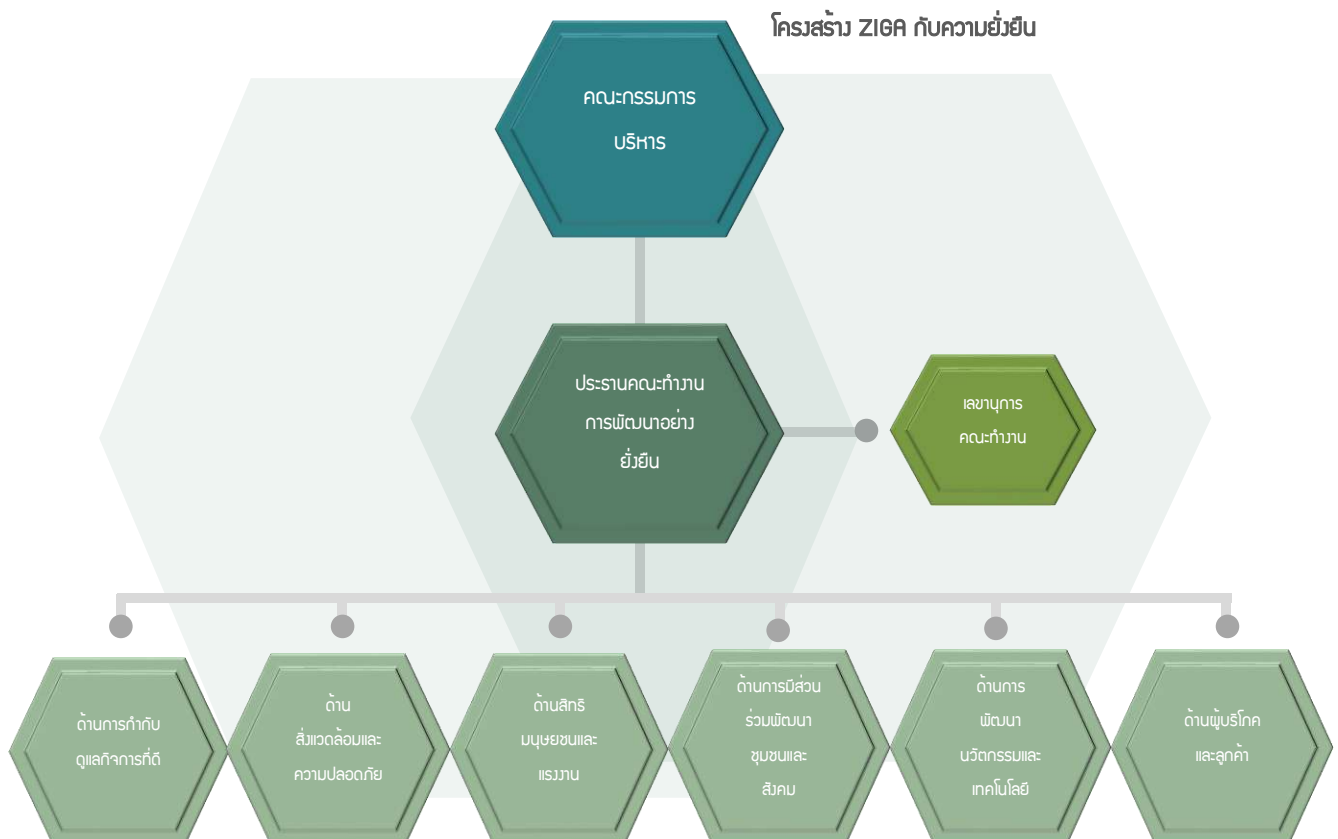 โครงสร้าง ZIGA กับความยั่งยืน
คณะกรรมการ
บริหาร
ประธานคณะทำงาน
การพัฒนาอย่าง
ยั่งยืน
เลขานุการ
คณะทำงาน
ด้านการกำกับ
ดูแลกิจการที่ดี
ด้าน
สิ่งแวดล้อมและ
ความปลอดภัย
ด้านสิทธิ
มนุษยชนและ
แรงงาน
ด้านการมีส่วน
ร่วมพัฒนา
ชุมชนและ
สังคม
ด้านการ
พัฒนา
นวัตกรรมและ
เทคโนโลยี
ด้านผู้บริโภค
และลูกค้า